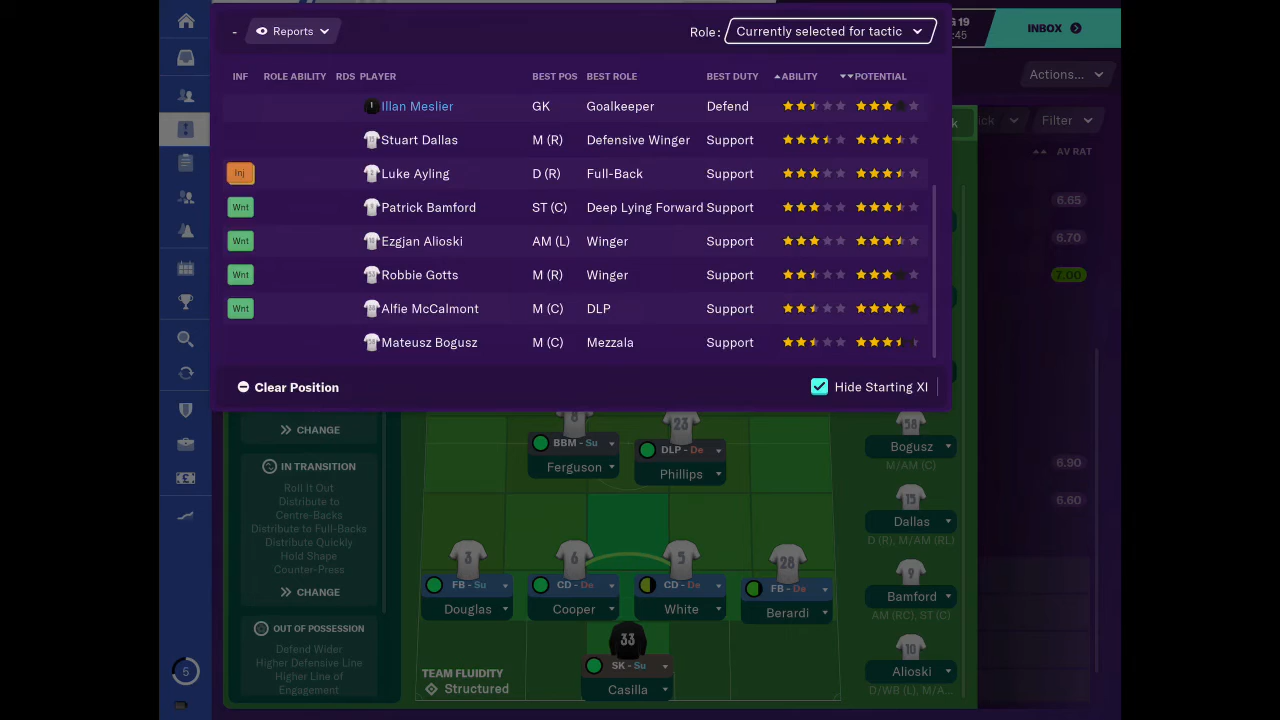 - Reports
Role: Currently selected for tactic
G 19
:45
INBOX
Actions...
INF ROLE ABILITY RDS PLAYER BEST POS BEST ROLE BEST DUTY ABILITY POTENTIAL
1 Illan Meslier GK Goalkeeper Defend
Stuart Dallas M (R) Defensive Winger Support
Inj Luke Ayling D (R) Full-Back Support
Wnt Patrick Bamford ST (C) Deep Lying Forward Support
Wnt Ezgjan Alioski AM (L) Winger Support
Wnt Robbie Gotts M (R) Winger Support
Wnt Alfie McCalmont M (C) DLP Support
Mateusz Bogusz M (C) Mezzala Support
Clear Position
Hide Starting XI
k
ick
Filter
AV RAT
6.65
6.70
7.00
6.90
6.60
CHANGE
IN TRANSITION
Roll It Out
Distribute to
Centre-Backs
Distribute to Full-Backs
Distribute Quickly
Hold Shape
Counter-Press
CHANGE
OUT OF POSSESSION
Defend Wider
Higher Defensive Line
Higher Line of
Engagement
8
BBM - Su
Ferguson
23
DLP - De
Phillips
3
FB - Su
Douglas
6
CD - De
Cooper
5
CD - De
White
28
FB - De
Berardi
33
SK - Su
Casilla
TEAM FLUIDITY
Structured
Bogusz
M/AM (C)
15
Dallas
D (R), M/AM (RL)
9
Bamford
AM (RC), ST (C)
10
Alioski
D/WB (L), M/A...
5